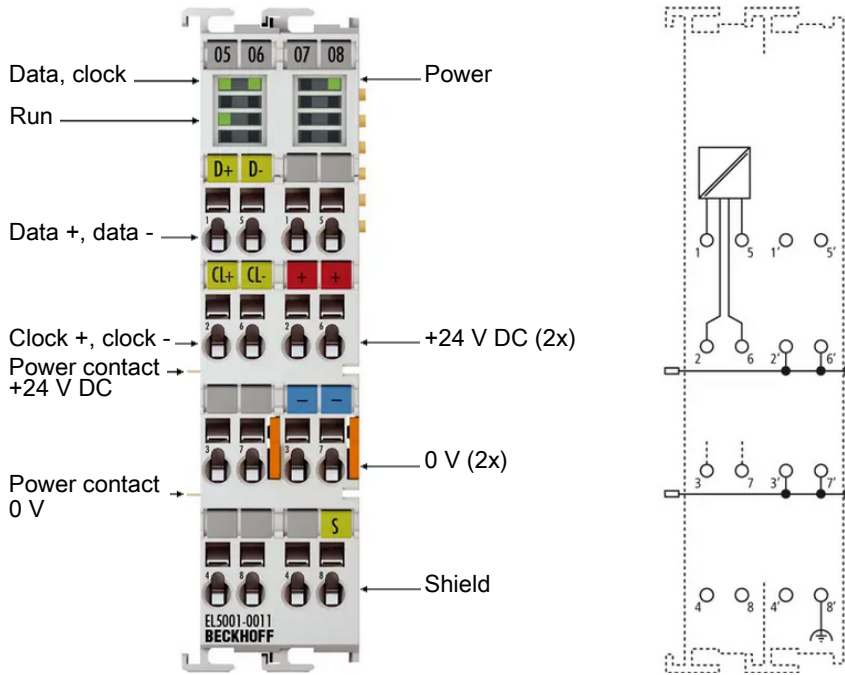 05 06 07 08
Data, clock
Power
Run
D+ D-
1 5 1 5
Data +, data -
1 5 1' 5'
CL+ CL- + +
2 6 2 6
Clock +, clock -
+24 V DC (2x)
2 6 2' 6'
Power contact
+24 V DC
− −
3 7 3 7
0 V (2x)
3 7 3' 7'
Power contact
0 V
S
4 8 4 8
Shield
4 8 4' 8'
EL5001-0011
BECKHOFF